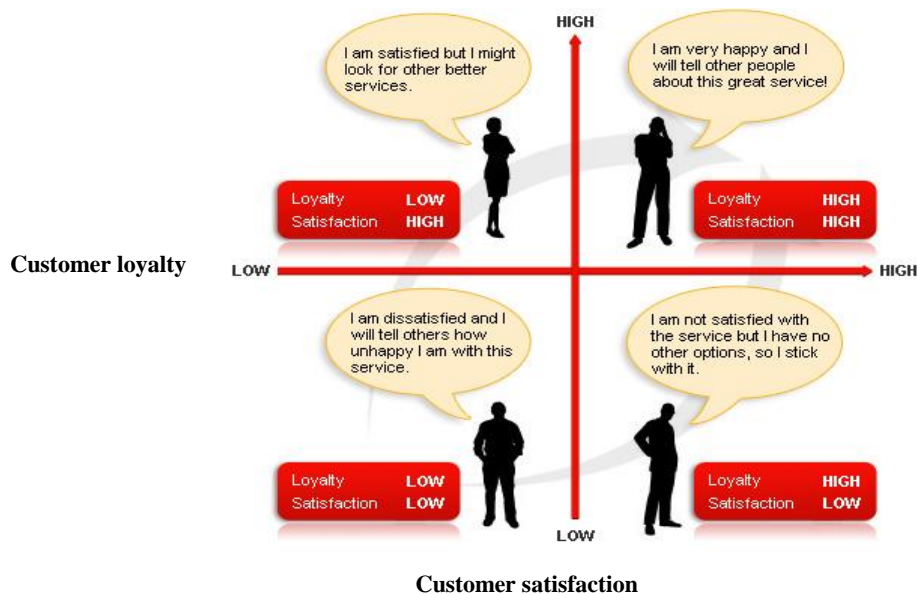 HIGH
I am satisfied but I might
look for other better
services.
I am very happy and I
will tell other people
about this great service!
Loyalty LOW
Satisfaction HIGH
Loyalty HIGH
Satisfaction HIGH
Customer loyalty
LOW
HIGH
I am dissatisfied and I
will tell others how
unhappy I am with this
service.
I am not satisfied with
the service but I have no
other options, so I stick
with it.
Loyalty LOW
Satisfaction LOW
Loyalty HIGH
Satisfaction LOW
LOW
Customer satisfaction